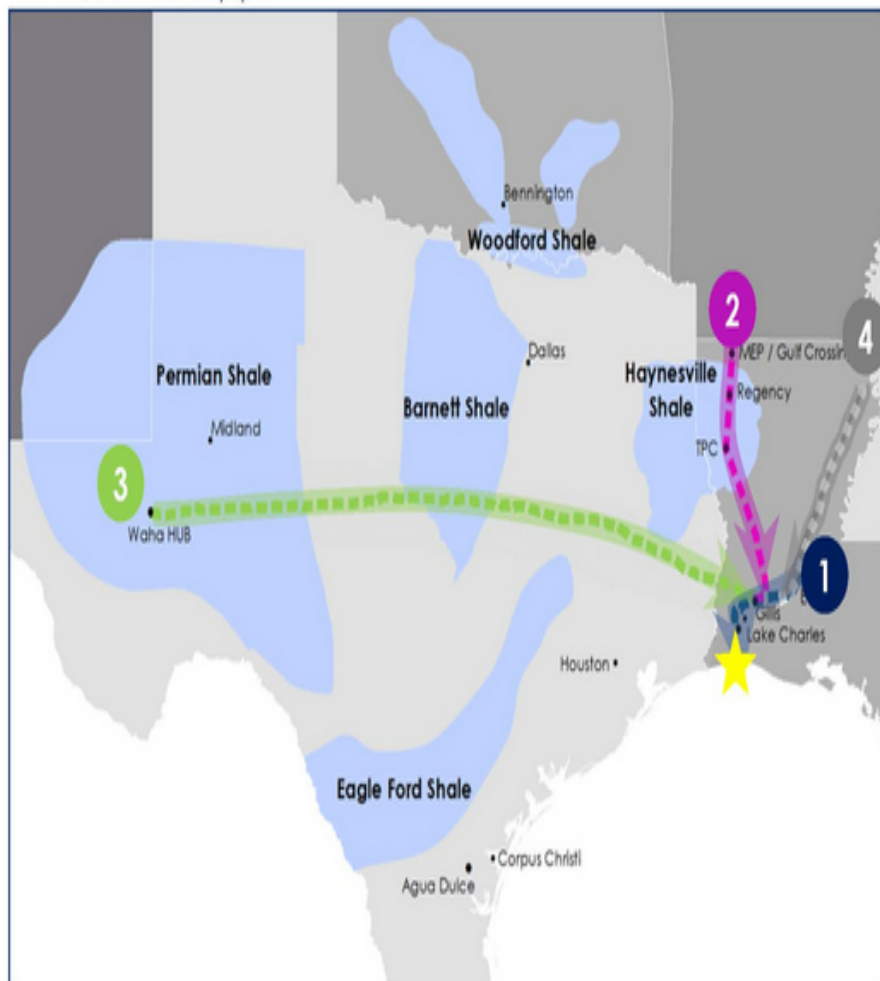 Bennington
Woodford Shale
2
4
MEP / Gulf Crossin
Dallas
Haynesville
Shale
Permian Shale
Regency
Barnett Shale
Midland
TPC
3
Waha HUB
1
Gillis
Lake Charles
Houston
Eagle Ford Shale
Corpus Christi
Agua Dulce